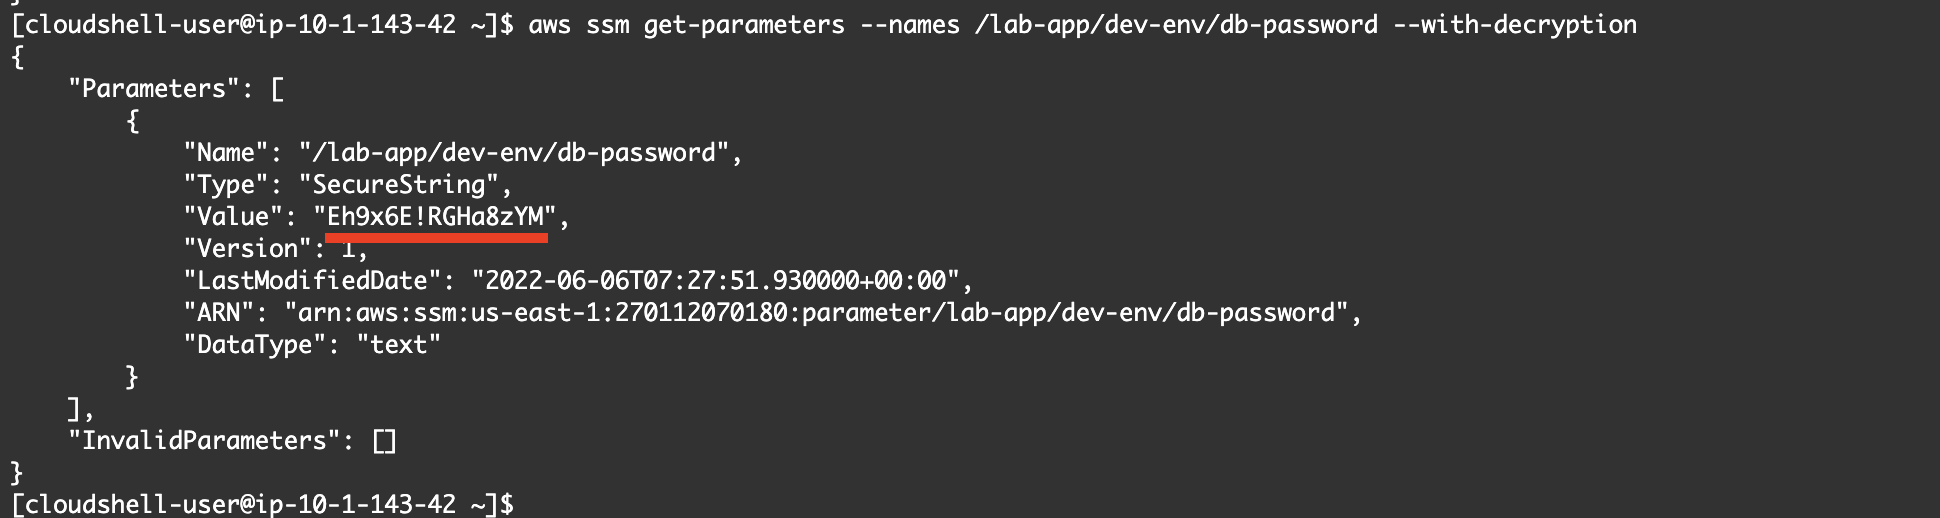 [cloudshell-user@ip-10-1-143-42 ~]$ aws ssm get-parameters --names /lab-app/dev-env/db-password --with-decryption
{
    "Parameters": [
        {
            "Name": "/lab-app/dev-env/db-password",
            "Type": "SecureString",
            "Value": "Eh9x6E!RGHa8zYM",
            "Version": 1,
            "LastModifiedDate": "2022-06-06T07:27:51.930000+00:00",
            "ARN": "arn:aws:ssm:us-east-1:270112070180:parameter/lab-app/dev-env/db-password",
            "DataType": "text"
        }
    ],
    "InvalidParameters": []
}
[cloudshell-user@ip-10-1-143-42 ~]$